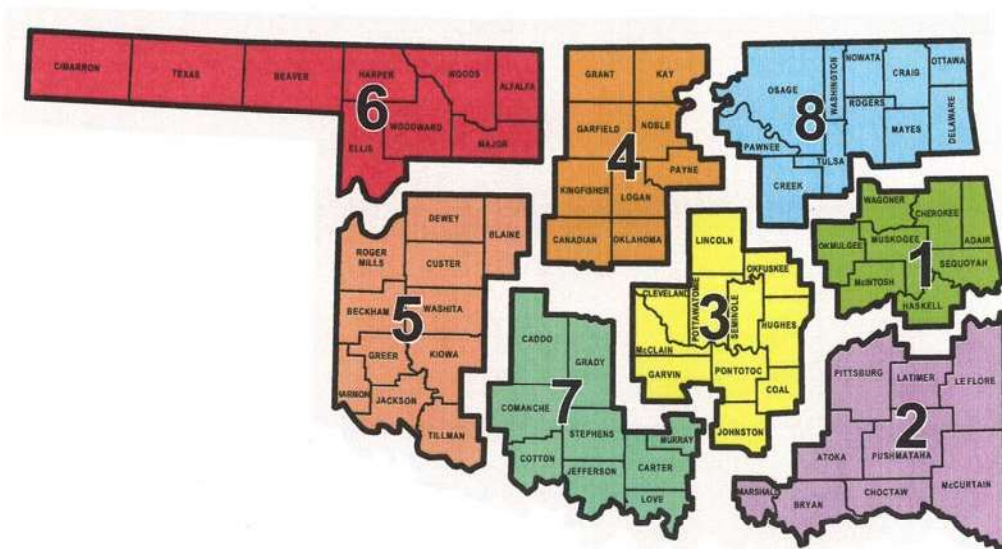 CIMARRON
TEXAS
BEAVER
HARPER
WOODS
ALFALFA
6
WOODWARD
ELLIS
MAJOR
GRANT
KAY
GARFIELD
NOBLE
4
PAYNE
KINGFISHER
LOGAN
CANADIAN
OKLAHOMA
OSAGE
WASHINGTON
NOWATA
CRAIG
OTTAWA
8
ROGERS
MAYES
DELAWARE
PAWNEE
TULSA
CREEK
WAGONER
CHEROKEE
ADAIR
OKMULGEE
MUSKOGEE
1
SEQUOYAH
McINTOSH
HASKELL
DEWEY
BLAINE
ROGER
MILLS
CUSTER
BECKHAM
5
WASHITA
GREER
KIOWA
HARMON
JACKSON
TILLMAN
LINCOLN
OKFUSKEE
CLEVELAND
POTTAWATOMIE
3
SEMINOLE
HUGHES
McCLAIN
GARVIN
PONTOTOC
COAL
JOHNSTON
CADDO
GRADY
7
COMANCHE
STEPHENS
MURRAY
COTTON
JEFFERSON
CARTER
LOVE
PITTSBURG
LATIMER
LEFLORE
2
ATOKA
PUSHMATAHA
MARSHALL
BRYAN
CHOCTAW
McCURTAIN